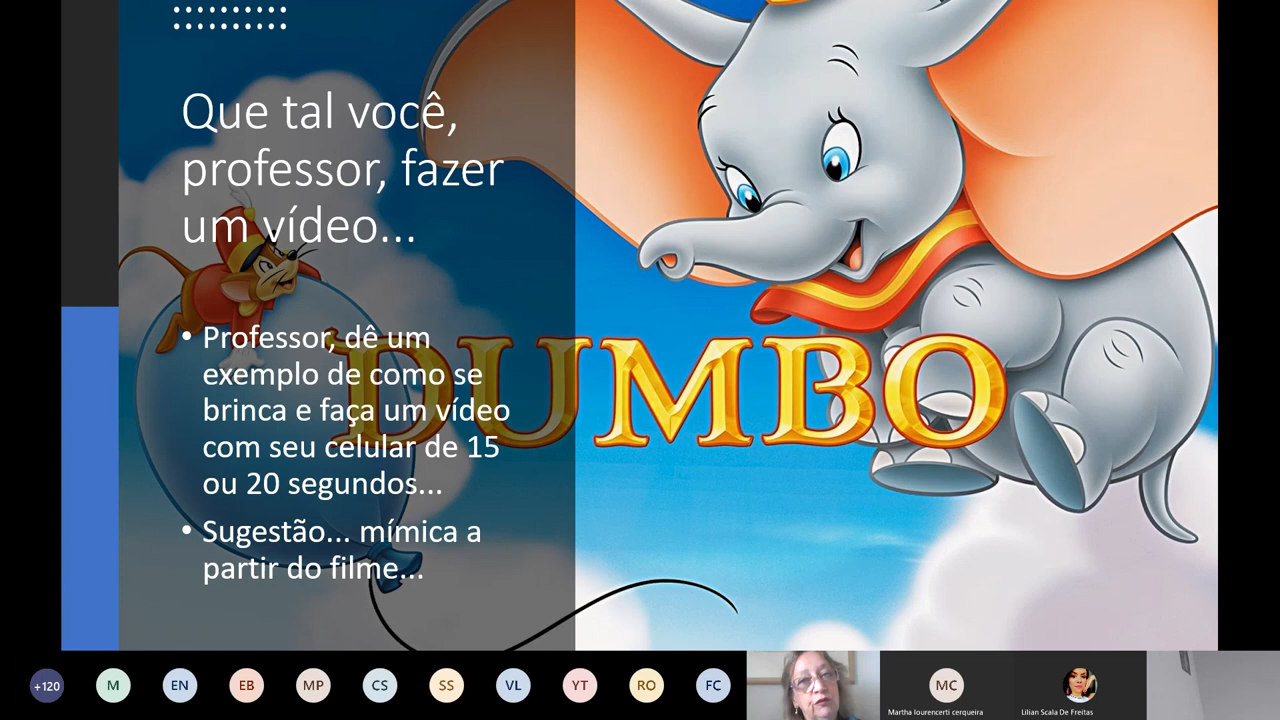 Que tal você,
professor, fazer
um vídeo...
• Professor, dê um
exemplo de como se
brinca e faça um vídeo
com seu celular de 15
ou 20 segundos...
• Sugestão... mímica a
partir do filme...
DUMBO
+120
M
EN
EB
MP
CS
SS
VL
YT
RO
FC
MC
Martha lourencerti cerqueira
Lilian Scala De Freitas